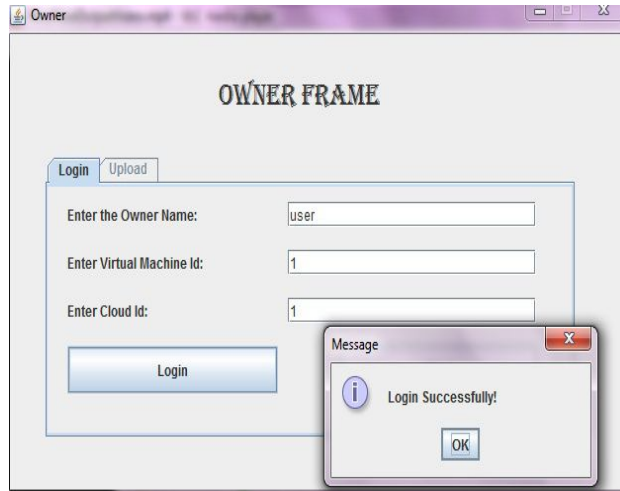 Owner
OWNER FRAME
Login Upload
Enter the Owner Name: user
Enter Virtual Machine Id: 1
Enter Cloud Id: 1
Login
Message
Login Successfully!
OK